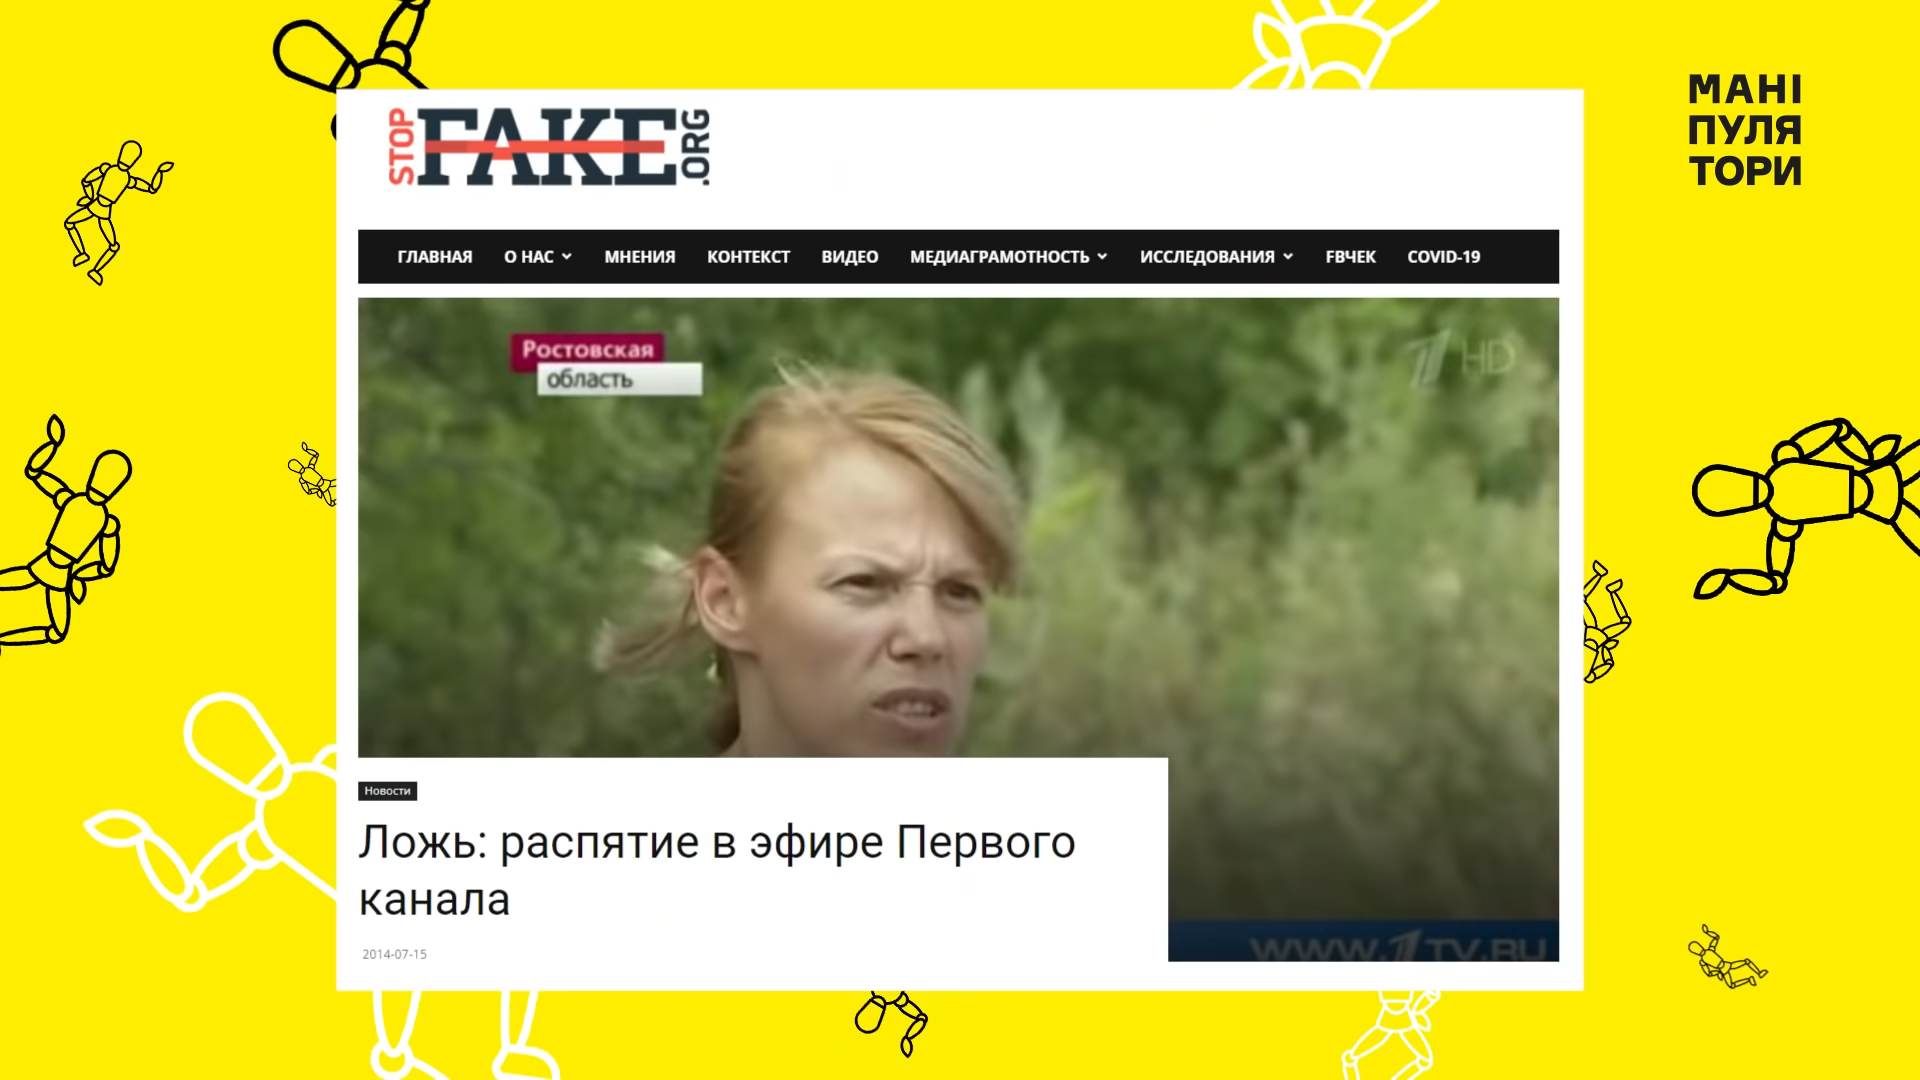 МАНІ
ПУЛЯ
ТОРИ
STOP FAKE .ORG
ГЛАВНАЯ О НАС МНЕНИЯ КОНТЕКСТ ВИДЕО МЕДИАГРАМОТНОСТЬ ИССЛЕДОВАНИЯ FBЧЕК COVID-19
Ростовская
область
HD
Новости
Ложь: распятие в эфире Первого
канала
2014-07-15
WWW.1TV.RU